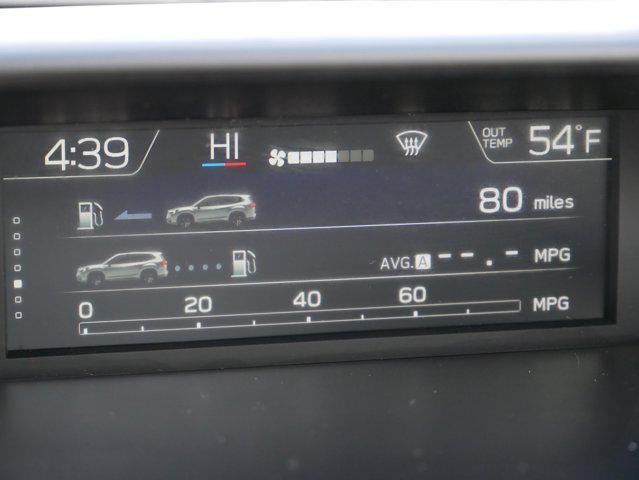 4:39 HI OUT TEMP 54°F
80 miles
AVG. A --.- MPG
0 20 40 60 MPG